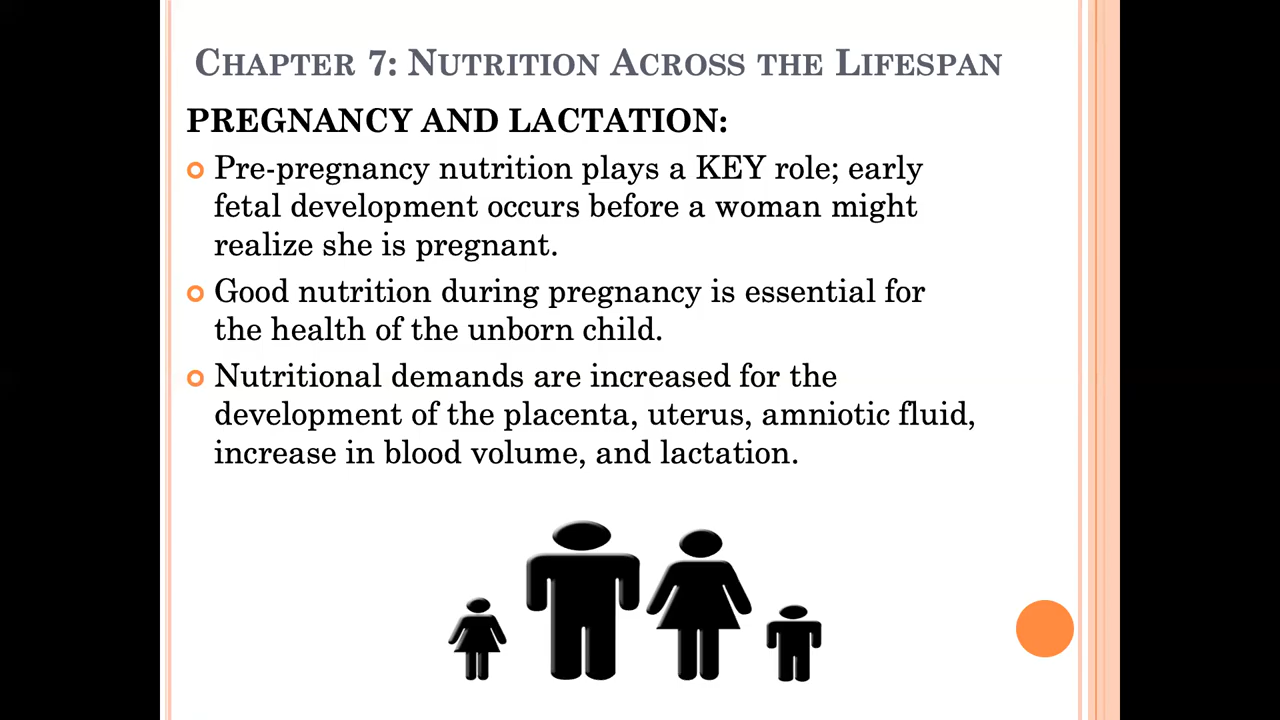 Chapter 7: Nutrition Across the Lifespan
PREGNANCY AND LACTATION:
Pre-pregnancy nutrition plays a KEY role; early
fetal development occurs before a woman might
realize she is pregnant.
Good nutrition during pregnancy is essential for
the health of the unborn child.
Nutritional demands are increased for the
development of the placenta, uterus, amniotic fluid,
increase in blood volume, and lactation.